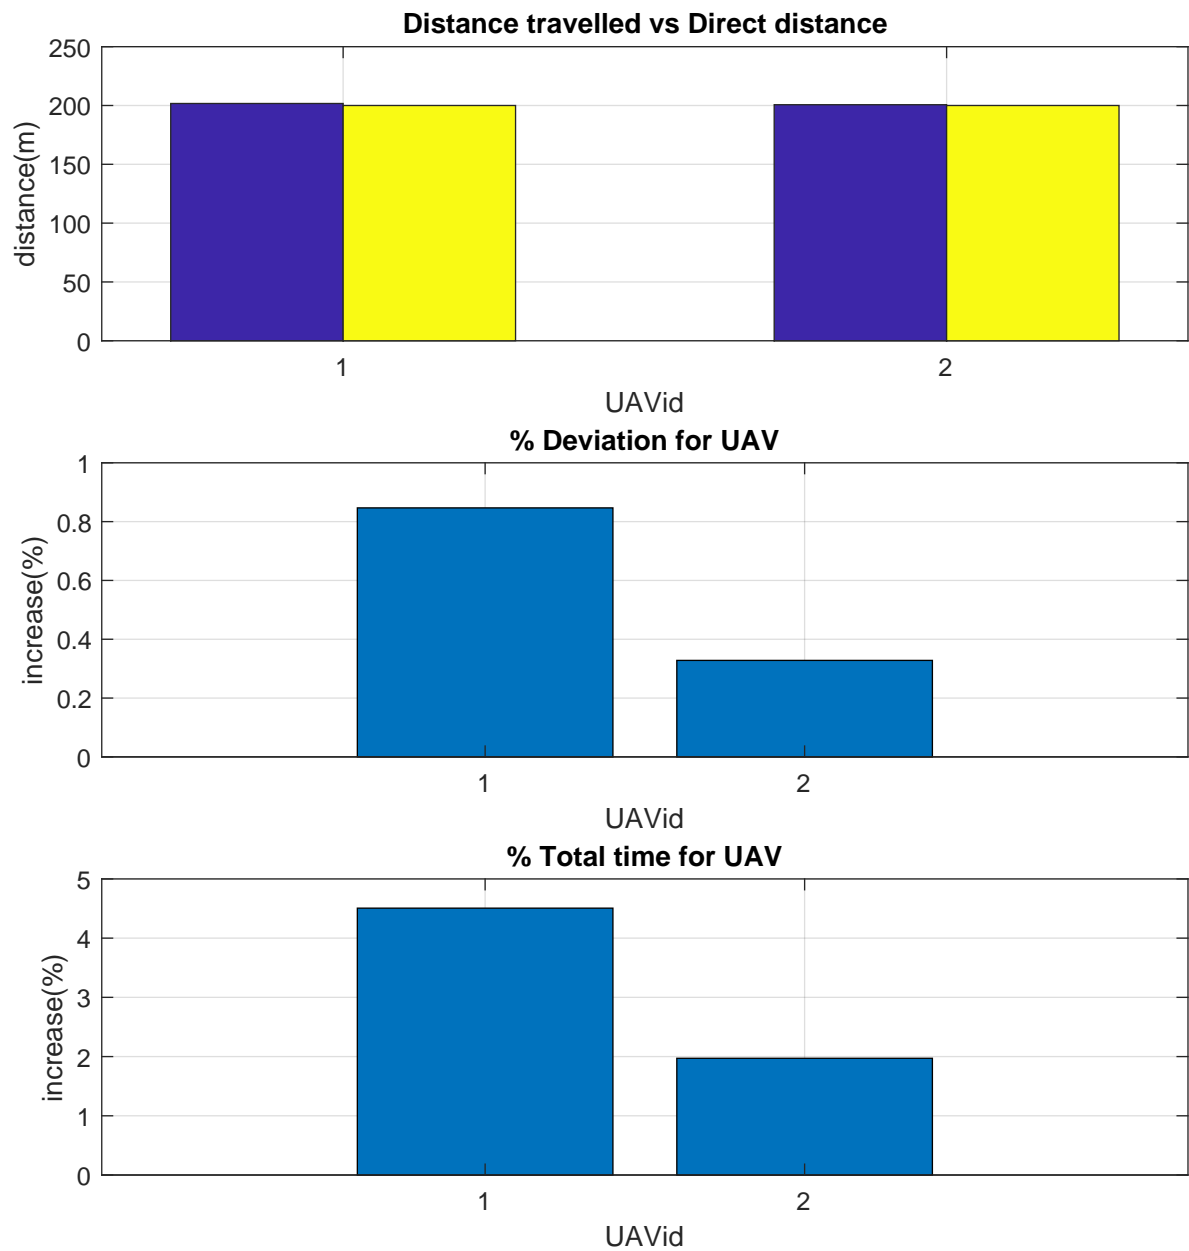 Distance travelled vs Direct distance
250
200
150
100
50
0
distance(m)
1 2
UAVid
% Deviation for UAV
1
0.8
0.6
0.4
0.2
0
increase(%)
1 2
UAVid
% Total time for UAV
5
4
3
2
1
0
increase(%)
1 2
UAVid